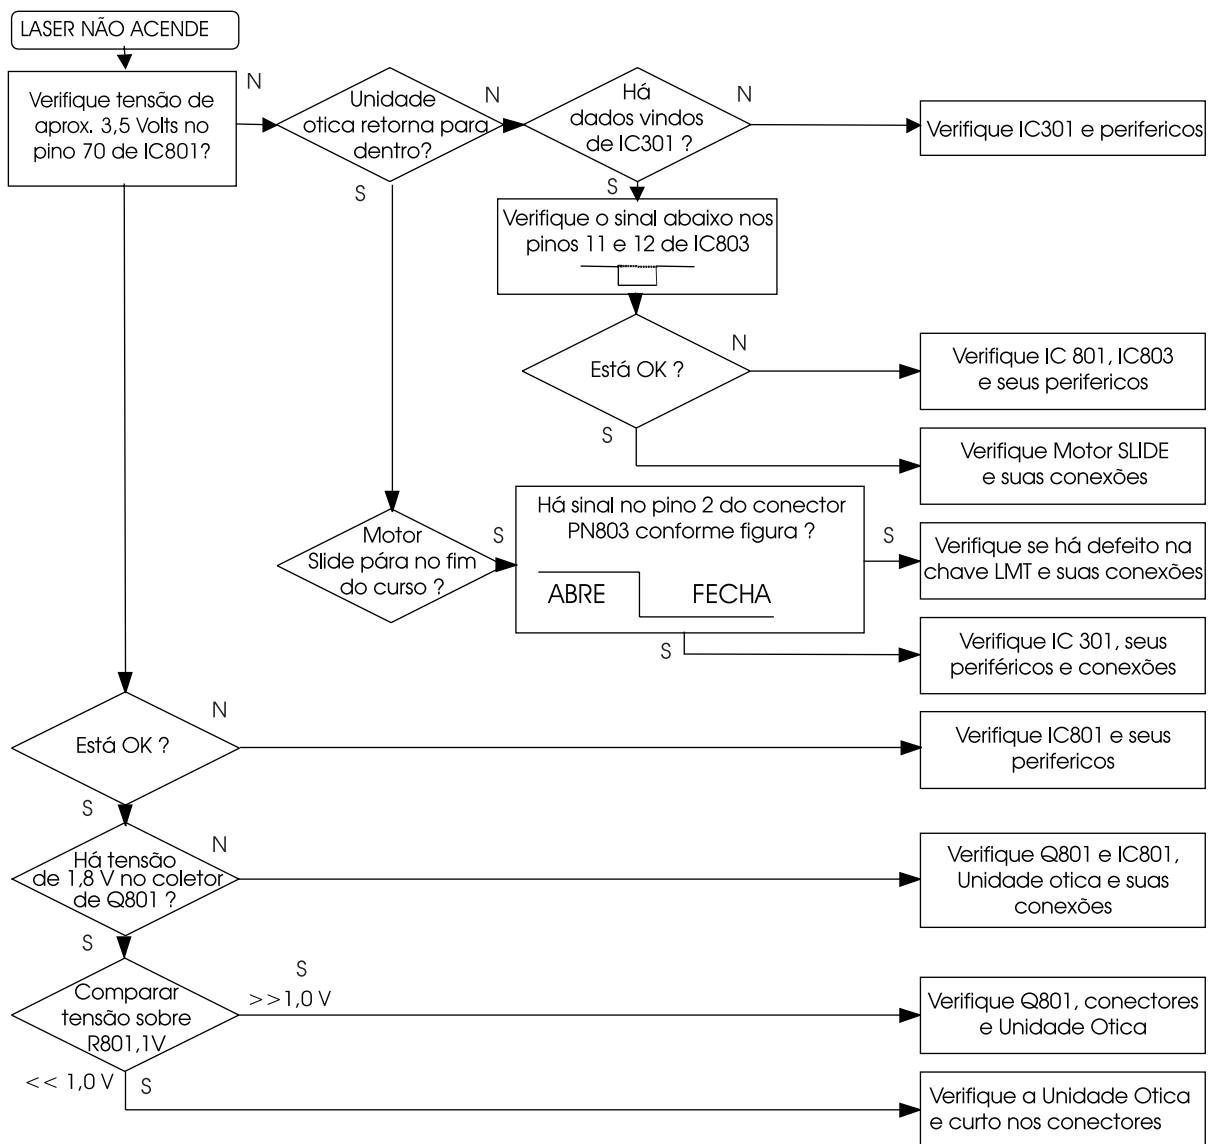 LASER NÃO ACENDE
Verifique tensão de
aprox. 3,5 Volts no
pino 70 de IC801?
N
Unidade
otica retorna para
dentro?
N
S
Há
dados vindos
de IC301 ?
N
S
Verifique IC301 e perifericos
Verifique o sinal abaixo nos
pinos 11 e 12 de IC803
Está OK ?
N
S
Verifique IC 801, IC803
e seus perifericos
Verifique Motor SLIDE
e suas conexões
Motor
Slide pára no fim
do curso ?
S
Há sinal no pino 2 do conector
PN803 conforme figura ?
ABRE
FECHA
S
S
Verifique se há defeito na
chave LMT e suas conexões
Verifique IC 301, seus
periféricos e conexões
Está OK ?
N
S
Verifique IC801 e seus
perifericos
Há tensão
de 1,8 V no coletor
de Q801 ?
N
S
Verifique Q801 e IC801,
Unidade otica e suas
conexões
Comparar
tensão sobre
R801,1V
S
>>1,0 V
<< 1,0 V
S
Verifique Q801, conectores
e Unidade Otica
Verifique a Unidade Otica
e curto nos conectores